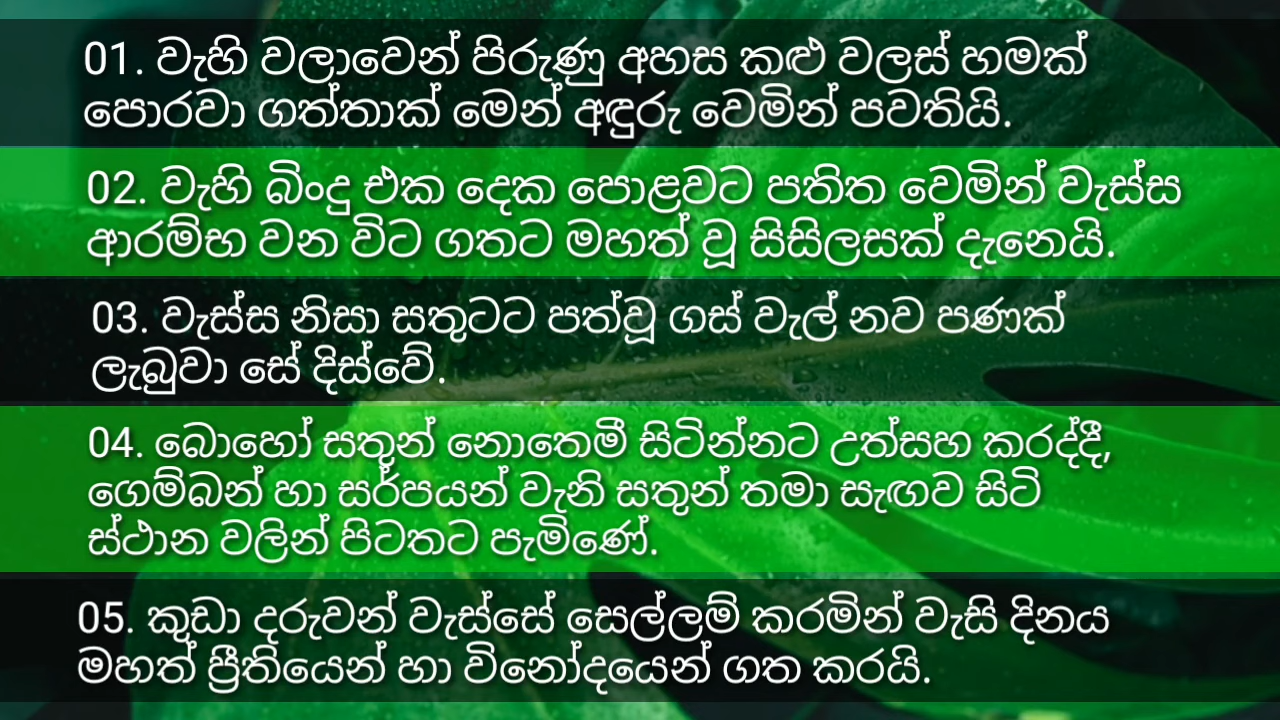 01. වැහි වලාවෙන් පිරුණු අහස කළු වලස් හමක්
පොරවා ගත්තාක් මෙන් අඳුරු වෙමින් පවතියි.
02. වැහි බිංදු එක දෙක පොළවට පතිත වෙමින් වැස්ස
ආරම්භ වන විට ගතට මහත් වූ සිසිලසක් දැනෙයි.
03. වැස්ස නිසා සතුටට පත්වූ ගස් වැල් නව පණක්
ලැබුවා සේ දිස්වේ.
04. බොහෝ සතුන් නොතෙමී සිටින්නට උත්සහ කරද්දී,
ගෙම්බන් හා සර්පයන් වැනි සතුන් තමා සැඟව සිටි
ස්ථාන වලින් පිටතට පැමිණේ.
05. කුඩා දරුවන් වැස්සේ සෙල්ලම් කරමින් වැසි දිනය
මහත් ප්‍රීතියෙන් හා විනෝදයෙන් ගත කරයි.